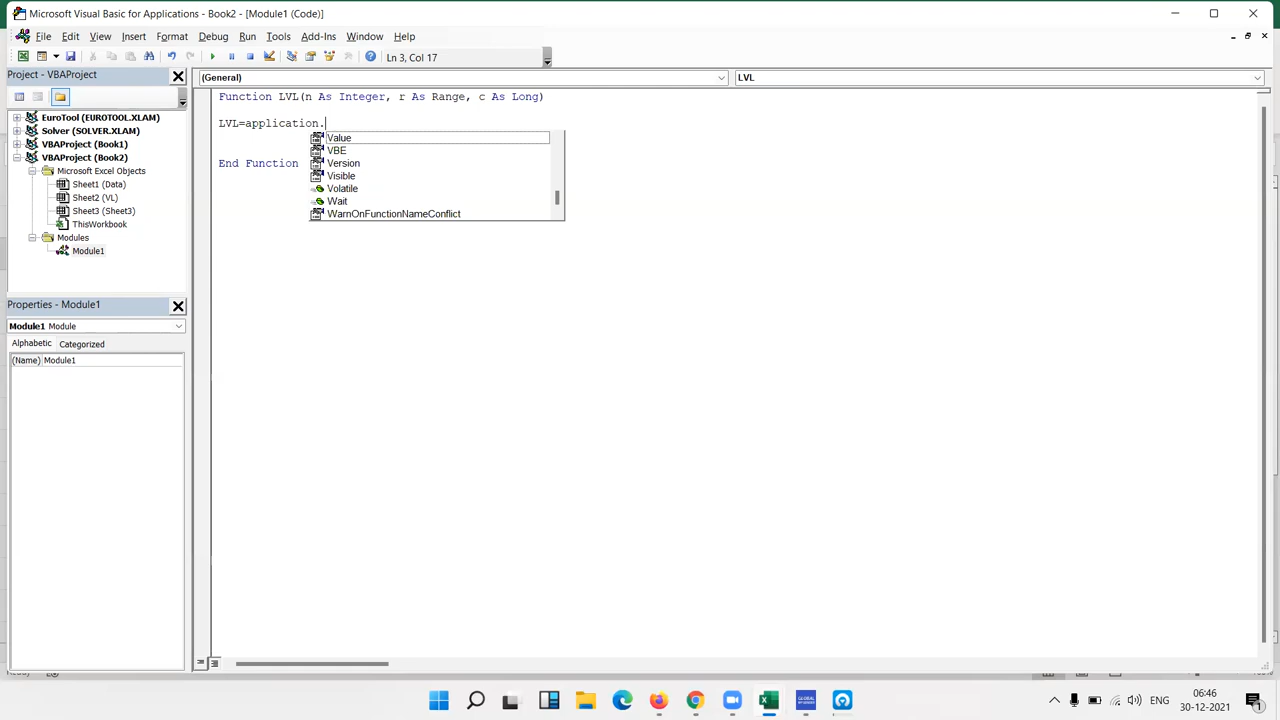 Microsoft Visual Basic for Applications - Book2 - [Module1 (Code)]
File Edit View Insert Format Debug Run Tools Add-Ins Window Help
Ln 3, Col 17
Project - VBAProject
(General)
LVL
EuroTool (EUROTOOL.XLAM)
Solver (SOLVER.XLAM)
VBAProject (Book1)
VBAProject (Book2)
Microsoft Excel Objects
Sheet1 (Data)
Sheet2 (VL)
Sheet3 (Sheet3)
ThisWorkbook
Modules
Module1
Properties - Module1
Module1 Module
Alphabetic Categorized
(Name) Module1
Function LVL(n As Integer, r As Range, c As Long)
LVL=application.
Value
VBE
Version
Visible
Volatile
Wait
WarnOnFunctionNameConflict
End Function
ENG
06:46
30-12-2021
1